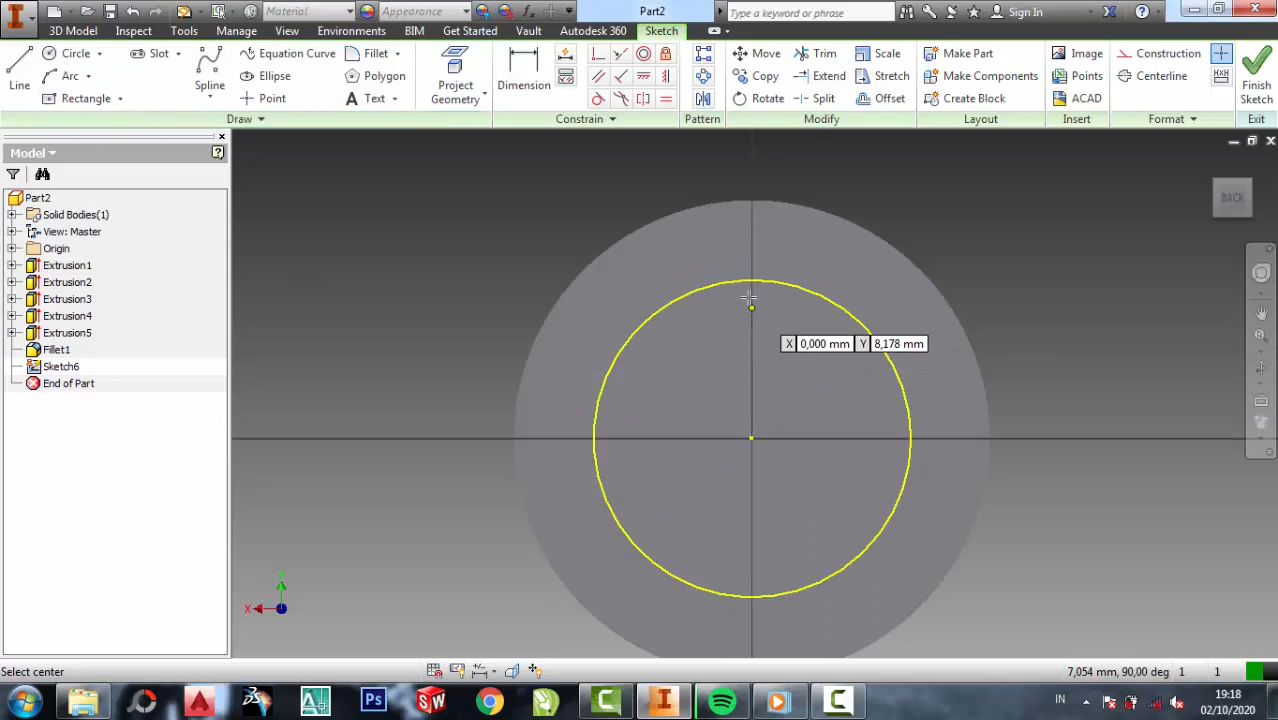 Material
Appearance
Part2
Type a keyword or phrase
Sign In
3D Model Inspect Tools Manage View Environments BIM Get Started Vault Autodesk 360 Sketch
Line
Circle
Arc
Rectangle
Slot
Spline
Equation Curve
Ellipse
Point
Fillet
Polygon
Text
Project Geometry
Dimension
Move
Copy
Rotate
Trim
Extend
Split
Scale
Stretch
Offset
Make Part
Make Components
Create Block
Image
Points
ACAD
Construction
Centerline
Finish Sketch
Draw Constrain Pattern Modify Layout Insert Format Exit
Model
Part2
Solid Bodies(1)
View: Master
Origin
Extrusion1
Extrusion2
Extrusion3
Extrusion4
Extrusion5
Fillet1
Sketch6
End of Part
BACK
X 0,000 mm Y 8,178 mm
X
Select center
7,054 mm, 90,00 deg 1 1
Ps
SW
IN
19:18
02/10/2020